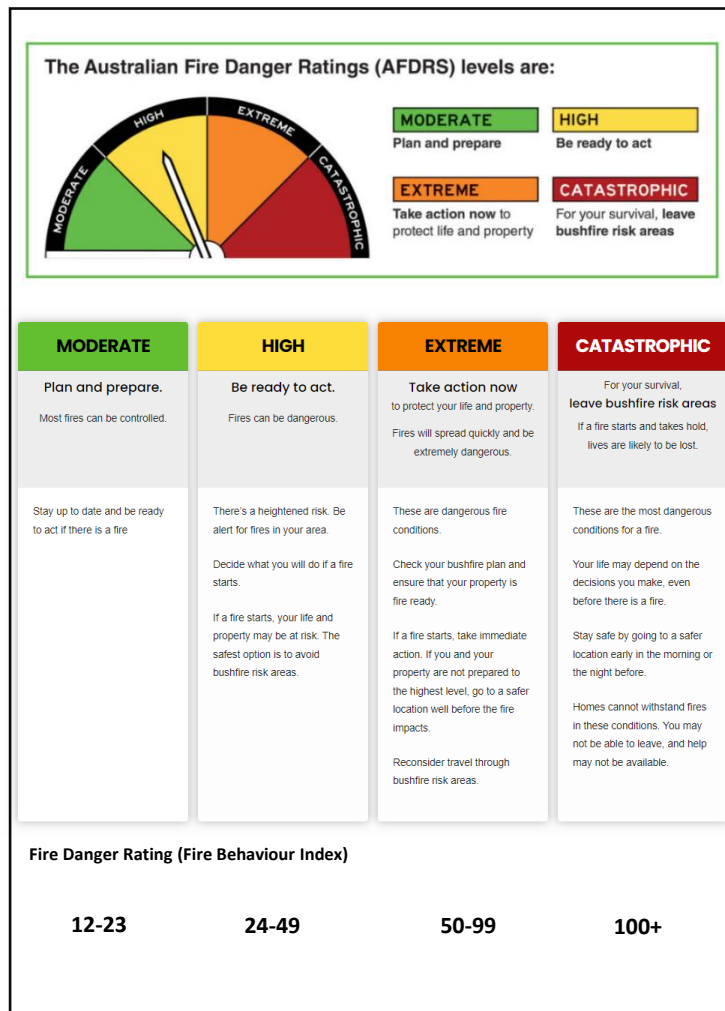 The Australian Fire Danger Ratings (AFDRS) levels are:
MODERATE
HIGH
EXTREME
CATASTROPHIC
MODERATE
Plan and prepare
HIGH
Be ready to act
EXTREME
Take action now to
protect life and property
CATASTROPHIC
For your survival, leave
bushfire risk areas
MODERATE
Plan and prepare.
Most fires can be controlled.
Stay up to date and be ready
to act if there is a fire
HIGH
Be ready to act.
Fires can be dangerous.
There's a heightened risk. Be
alert for fires in your area.
Decide what you will do if a fire
starts.
If a fire starts, your life and
property may be at risk. The
safest option is to avoid
bushfire risk areas.
EXTREME
Take action now
to protect your life and property.
Fires will spread quickly and be
extremely dangerous.
These are dangerous fire
conditions.
Check your bushfire plan and
ensure that your property is
fire ready.
If a fire starts, take immediate
action. If you and your
property are not prepared to
the highest level, go to a safer
location well before the fire
impacts.
Reconsider travel through
bushfire risk areas.
CATASTROPHIC
For your survival,
leave bushfire risk areas
If a fire starts and takes hold,
lives are likely to be lost.
These are the most dangerous
conditions for a fire.
Your life may depend on the
decisions you make, even
before there is a fire.
Stay safe by going to a safer
location early in the morning or
the night before.
Homes cannot withstand fires
in these conditions. You may
not be able to leave, and help
may not be available.
Fire Danger Rating (Fire Behaviour Index)
12-23
24-49
50-99
100+